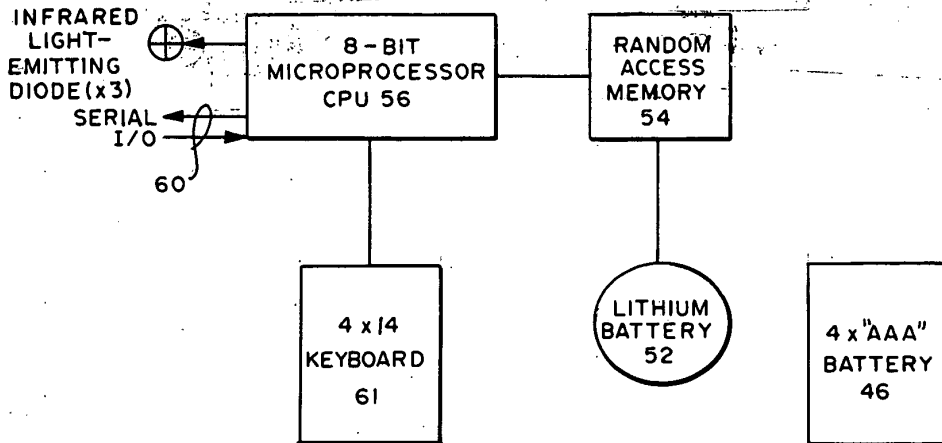 INFRARED
LIGHT-
EMITTING
DIODE(x3)
SERIAL
I/O
60
8-BIT
MICROPROCESSOR
CPU 56
RANDOM
ACCESS
MEMORY
54
4 x 14
KEYBOARD
61
LITHIUM
BATTERY
52
4 x "AAA"
BATTERY
46